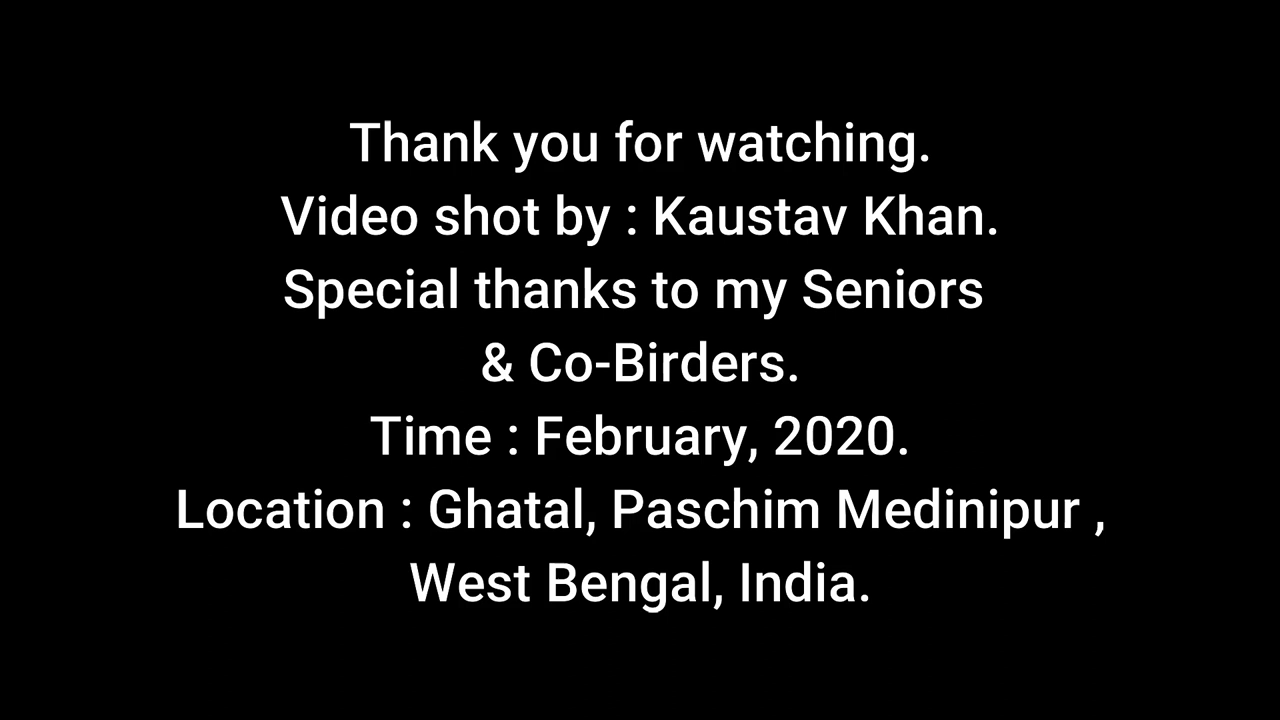 Thank you for watching.
Video shot by : Kaustav Khan.
Special thanks to my Seniors
& Co-Birders.
Time : February, 2020.
Location : Ghatal, Paschim Medinipur ,
West Bengal, India.